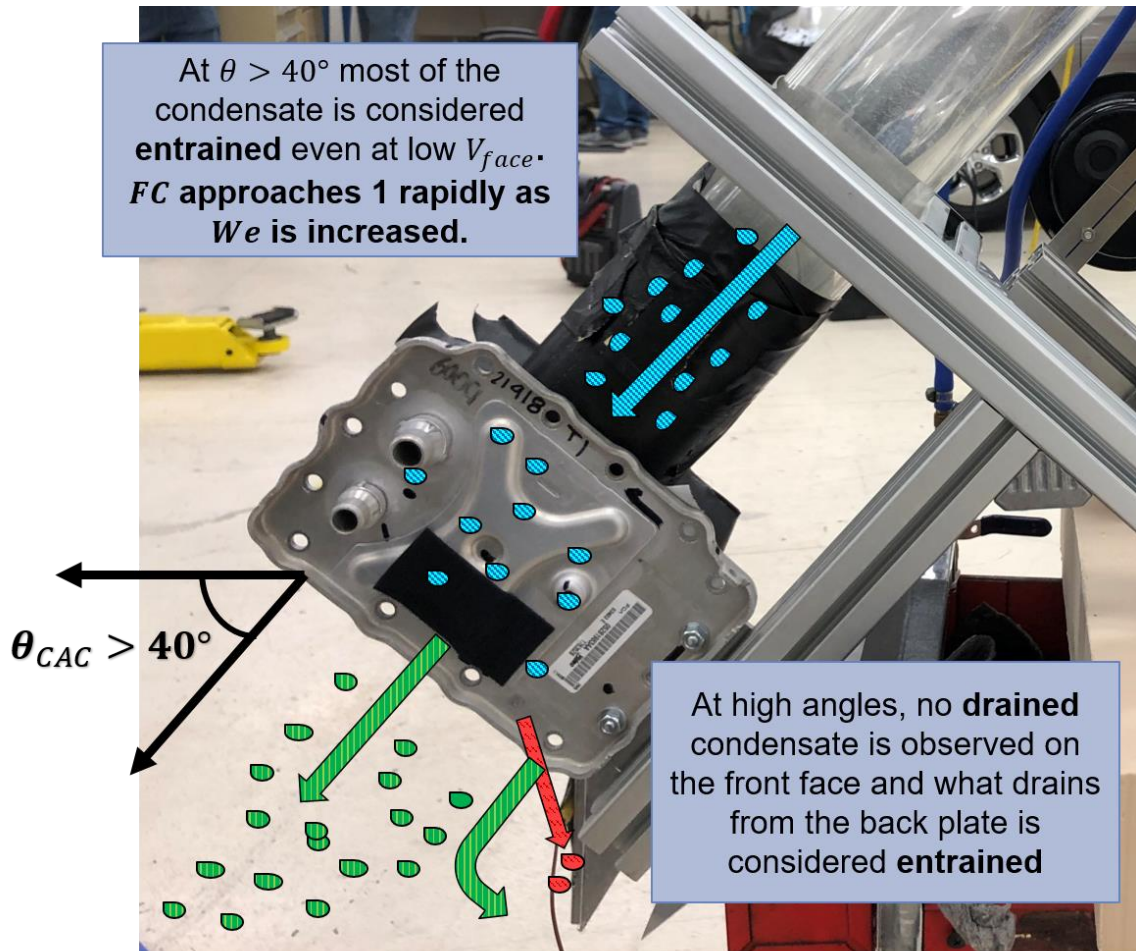 At θ > 40° most of the
condensate is considered
entrained even at low V_face.
FC approaches 1 rapidly as
We is increased.
6009
21918
T1
θ_CAC > 40°
At high angles, no drained
condensate is observed on
the front face and what drains
from the back plate is
considered entrained